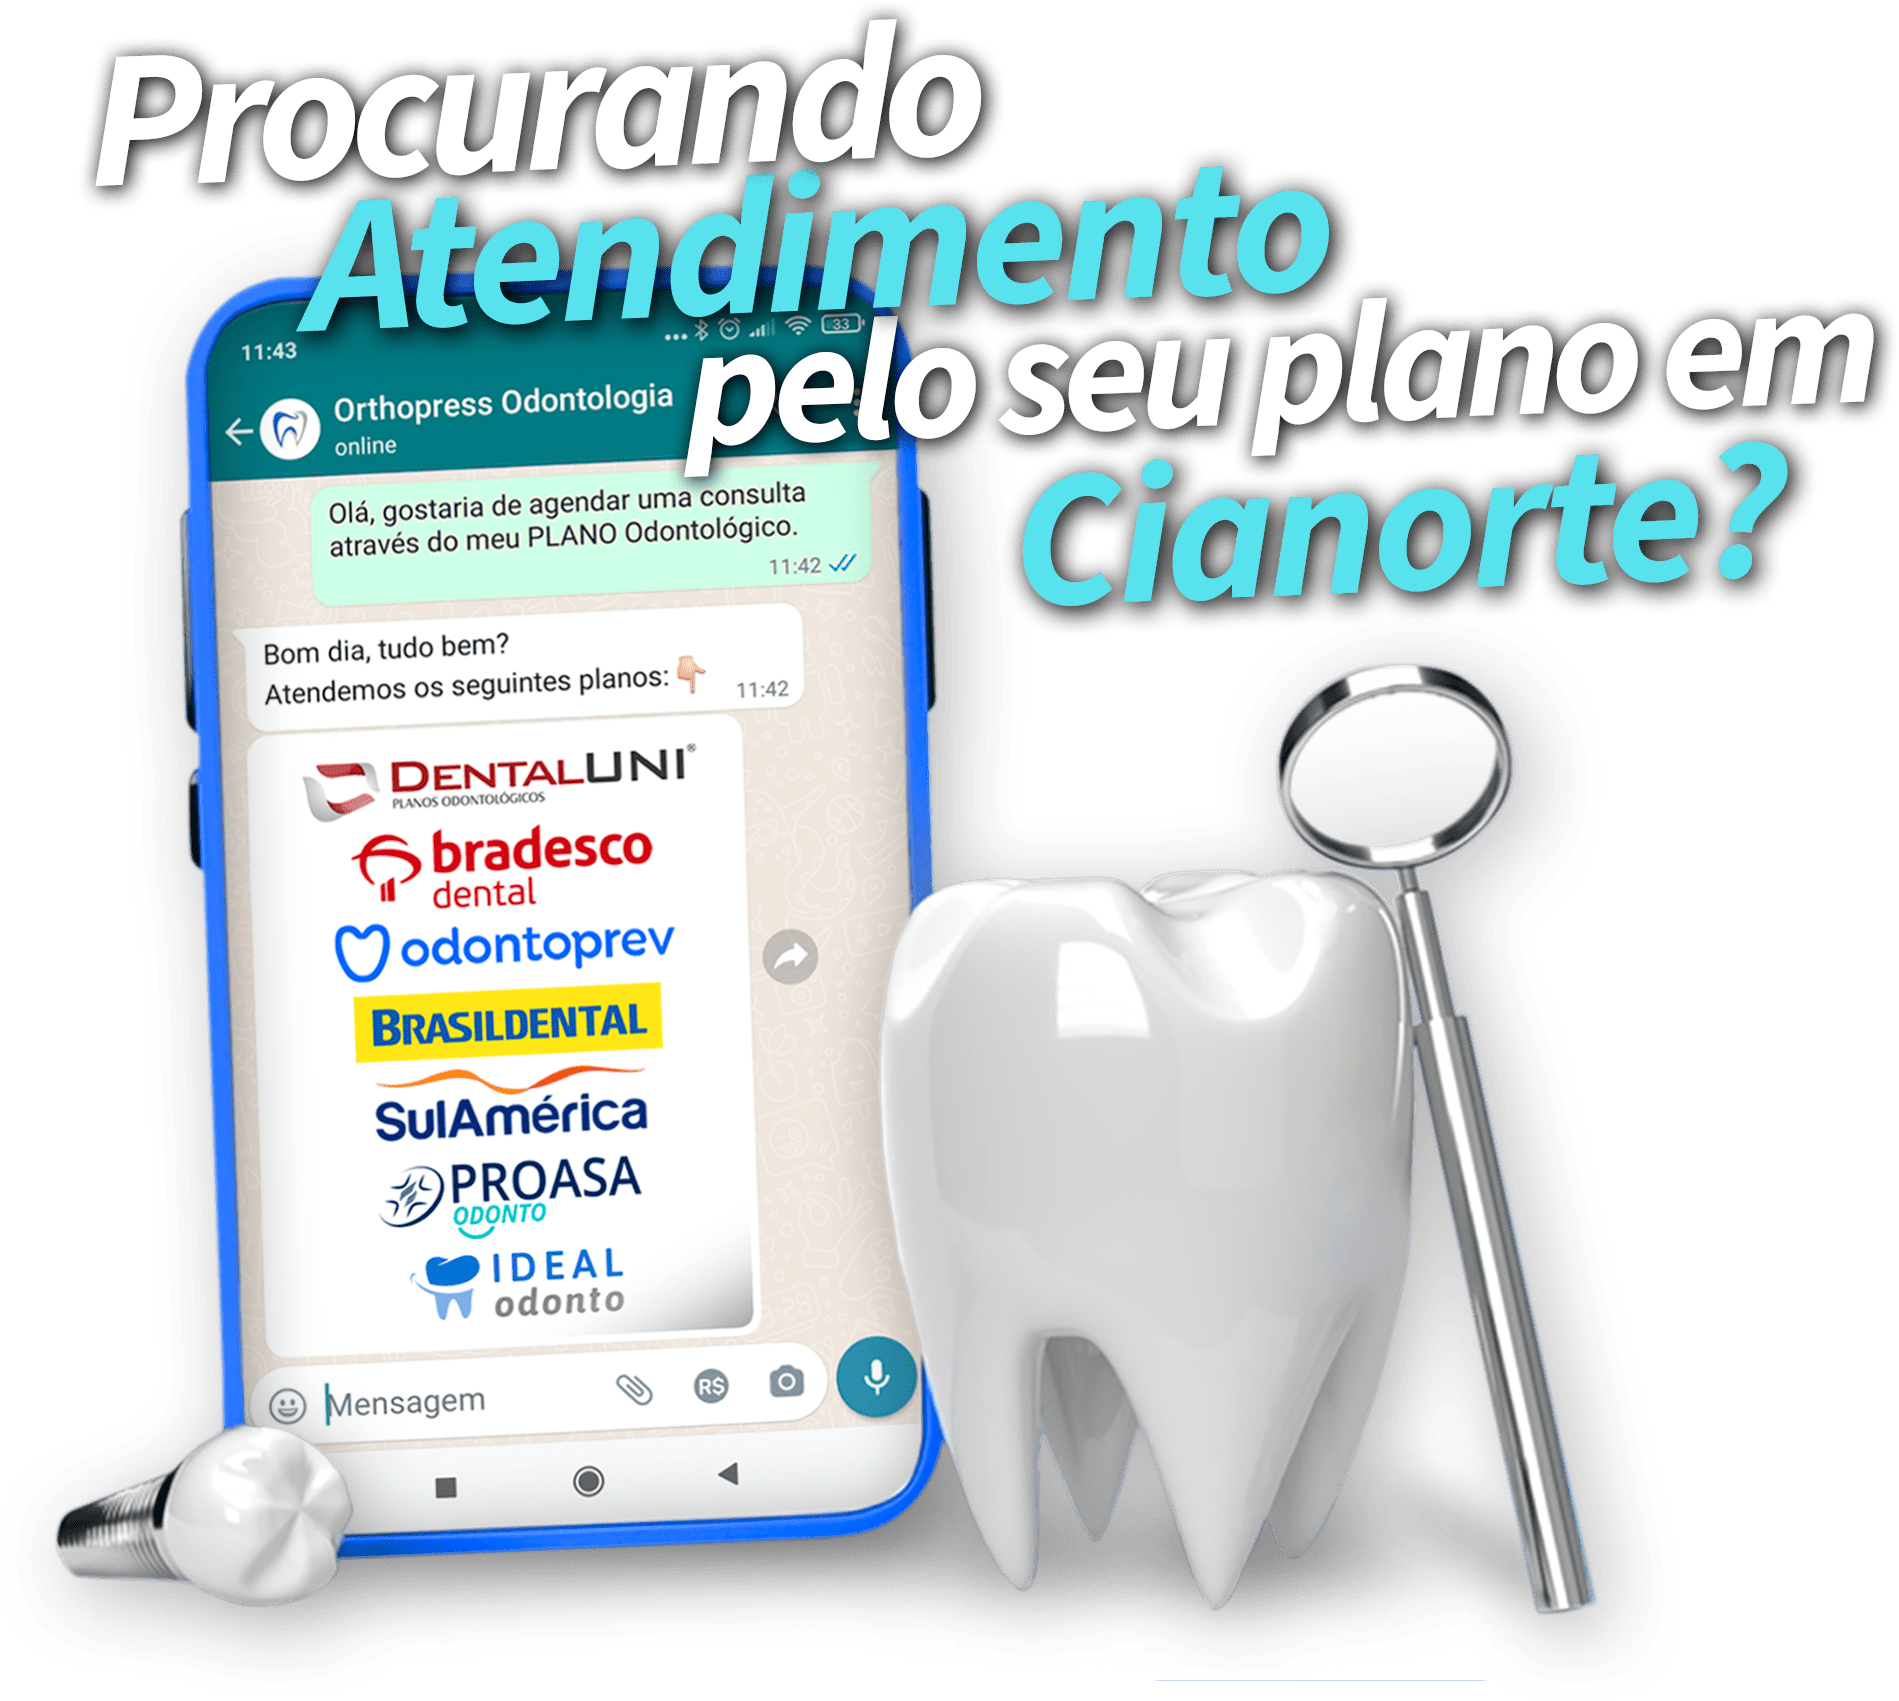 Procurando
Atendimento
pelo seu plano em
Cianorte?
11:43
33
Orthopress Odontologia
online
Olá, gostaria de agendar uma consulta
através do meu PLANO Odontológico.
11:42
Bom dia, tudo bem?
Atendemos os seguintes planos:👇🏻
11:42
DENTALUNI®
PLANOS ODONTOLÓGICOS
bradesco
dental
odontoprev
BRASILDENTAL
SulAmérica
PROASA
ODONTO
IDEAL
odonto
Mensagem
R$